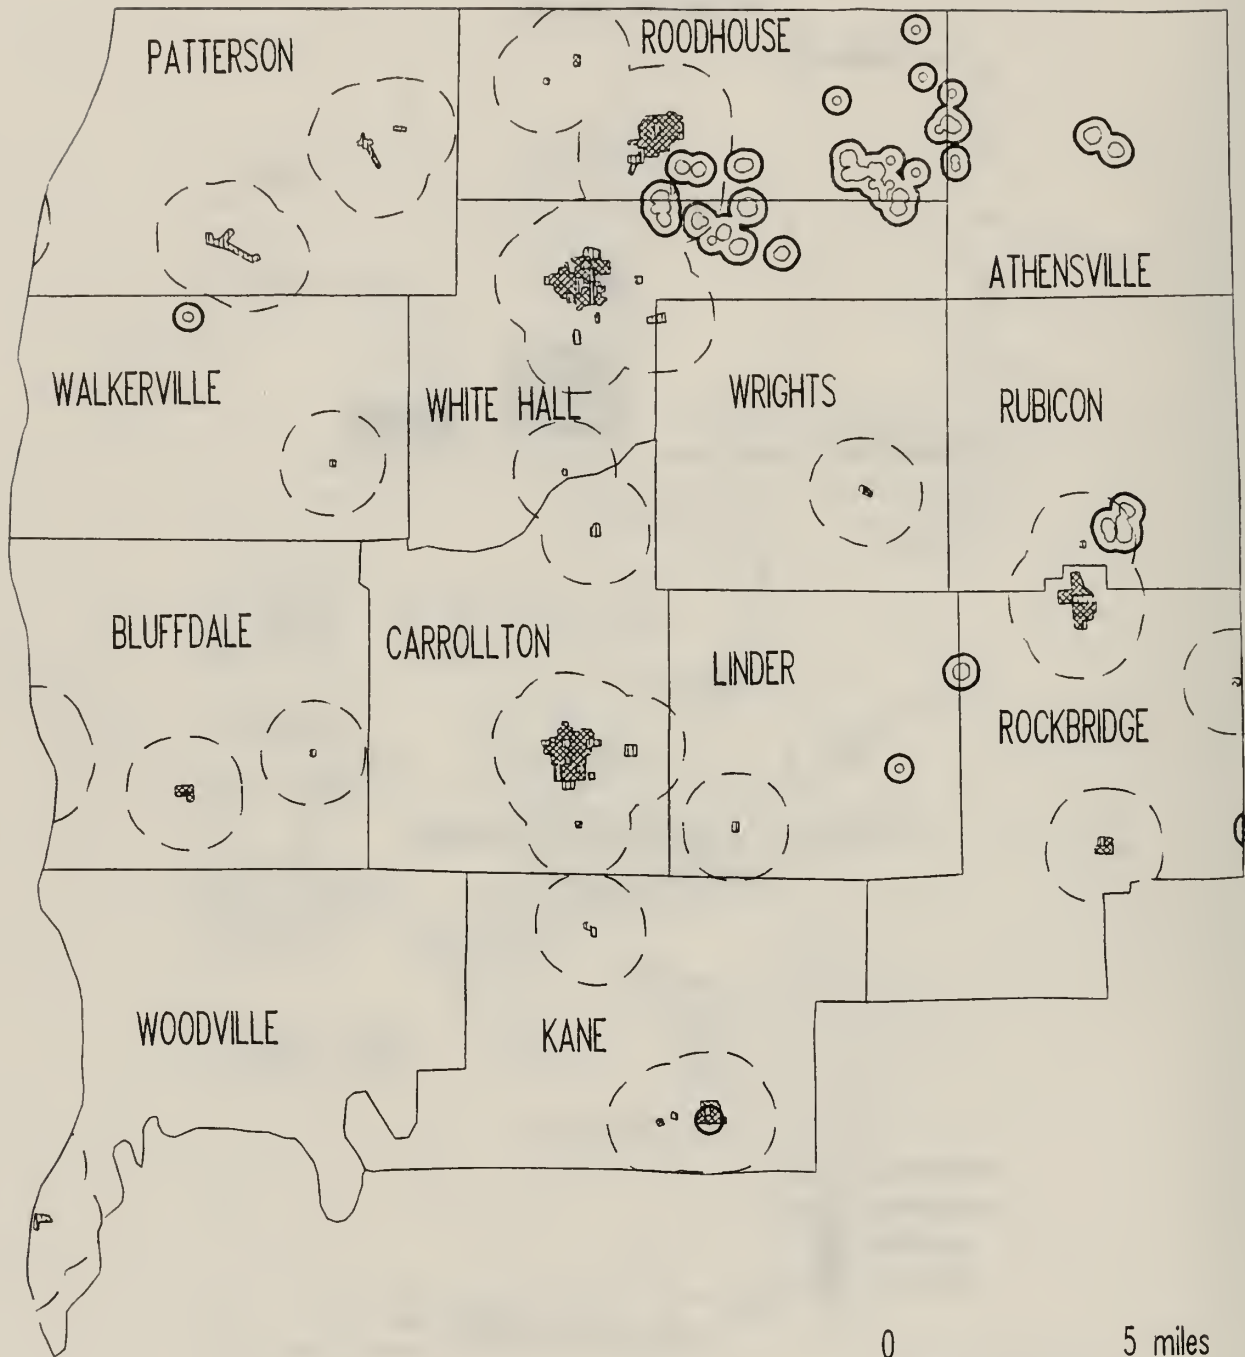 ROODHOUSE
PATTERSON
ATHENSVILLE
WALKERVILLE
WHITE HALL
WRIGHTS
RUBICON
BLUFFDALE
CARROLLTON
LINDER
ROCKBRIDGE
WOODVILLE
KANE
0 5 miles